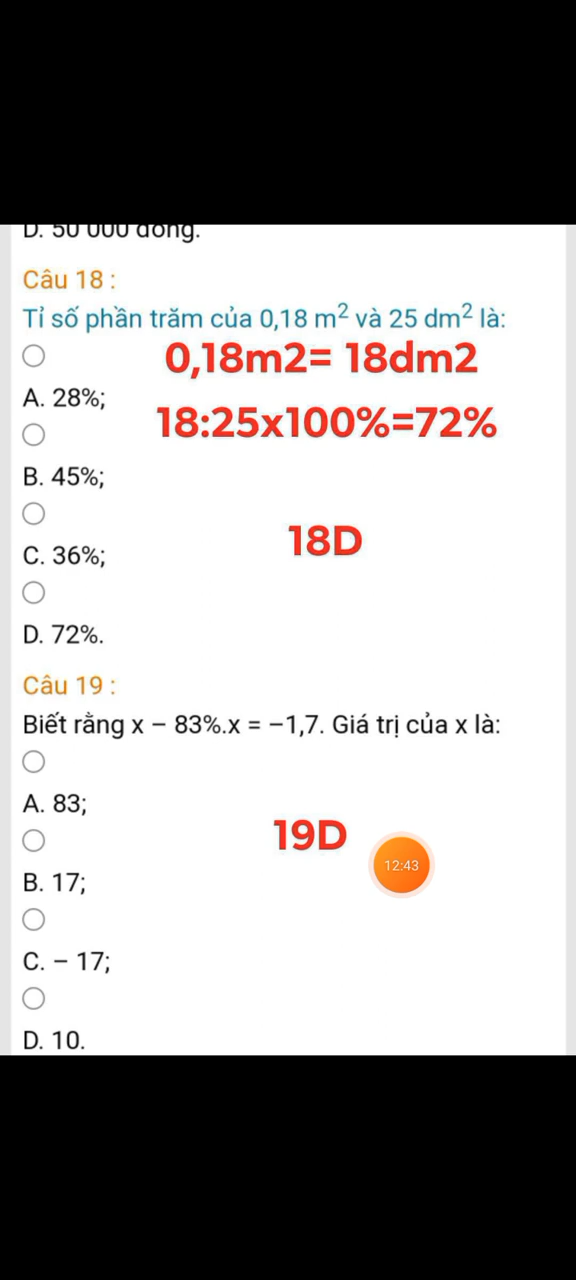 D. 50 000 đồng.
Câu 18 :
Tỉ số phần trăm của 0,18 m² và 25 dm² là:
0,18m2= 18dm2
A. 28%;
18:25x100%=72%
B. 45%;
18D
C. 36%;
D. 72%.
Câu 19 :
Biết rằng x − 83%.x = −1,7. Giá trị của x là:
A. 83;
19D
12:43
B. 17;
C. − 17;
D. 10.